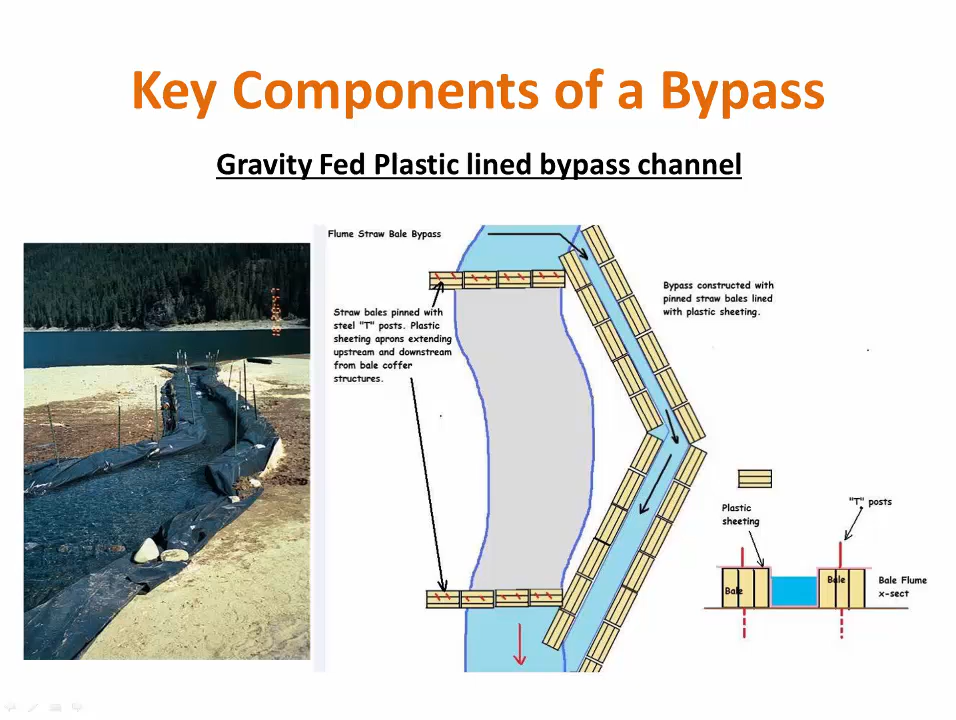 Key Components of a Bypass
Gravity Fed Plastic lined bypass channel
Flume Straw Bale Bypass
Straw bales pinned with
steel "T" posts. Plastic
sheeting aprons extending
upstream and downstream
from bale coffer
structures.
Bypass constructed with
pinned straw bales lined
with plastic sheeting.
Plastic
sheeting
"T" posts
Bale
Bale
Bale Flume
x-sect